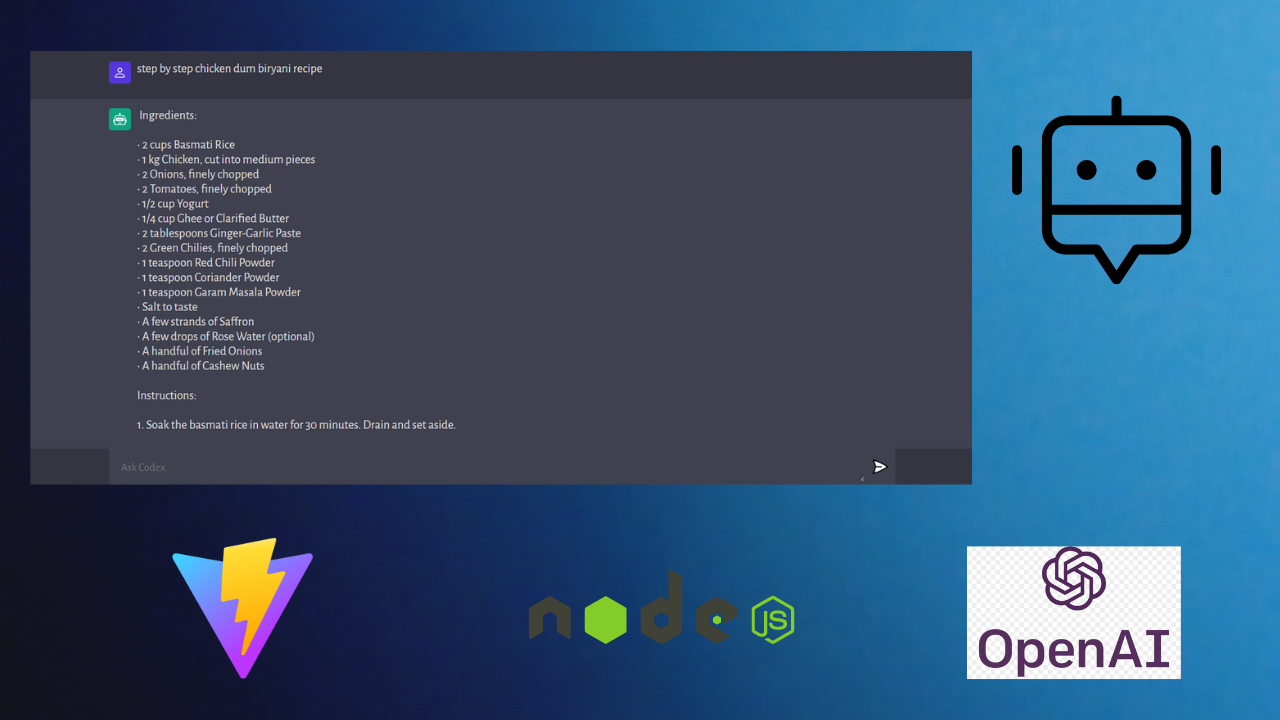 step by step chicken dum biryani recipe
Ingredients:
· 2 cups Basmati Rice
· 1 kg Chicken, cut into medium pieces
· 2 Onions, finely chopped
· 2 Tomatoes, finely chopped
· 1/2 cup Yogurt
· 1/4 cup Ghee or Clarified Butter
· 2 tablespoons Ginger-Garlic Paste
· 2 Green Chilies, finely chopped
· 1 teaspoon Red Chili Powder
· 1 teaspoon Coriander Powder
· 1 teaspoon Garam Masala Powder
· Salt to taste
· A few strands of Saffron
· A few drops of Rose Water (optional)
· A handful of Fried Onions
· A handful of Cashew Nuts
Instructions:
1. Soak the basmati rice in water for 30 minutes. Drain and set aside.
Ask Codex
node JS
OpenAI